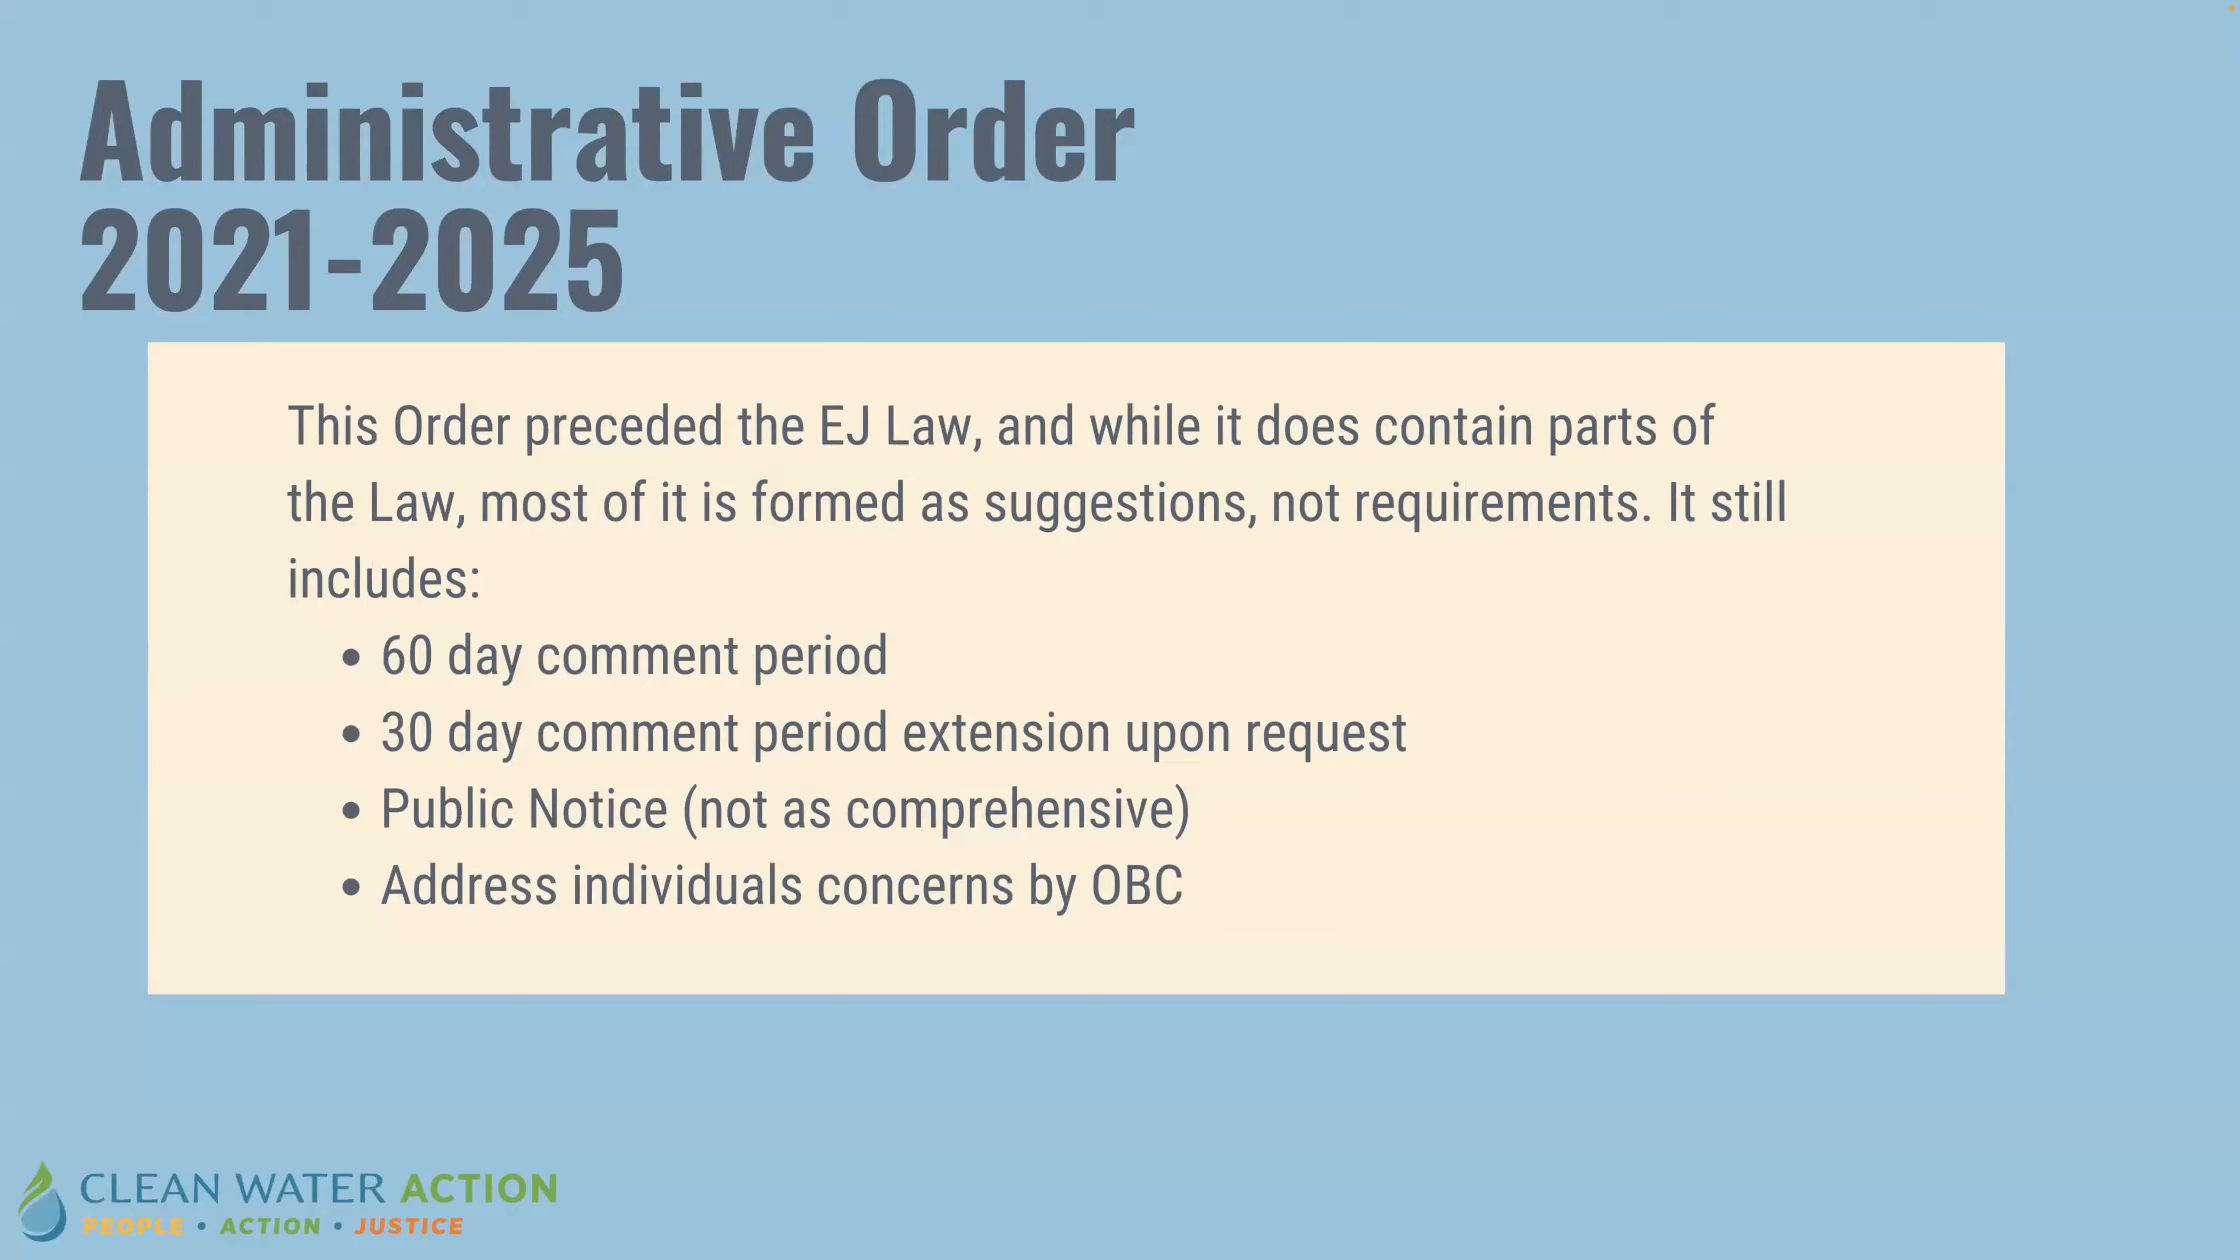 Administrative Order
2021-2025
This Order preceded the EJ Law, and while it does contain parts of
the Law, most of it is formed as suggestions, not requirements. It still
includes:
• 60 day comment period
• 30 day comment period extension upon request
• Public Notice (not as comprehensive)
• Address individuals concerns by OBC
CLEAN WATER ACTION
PEOPLE • ACTION • JUSTICE